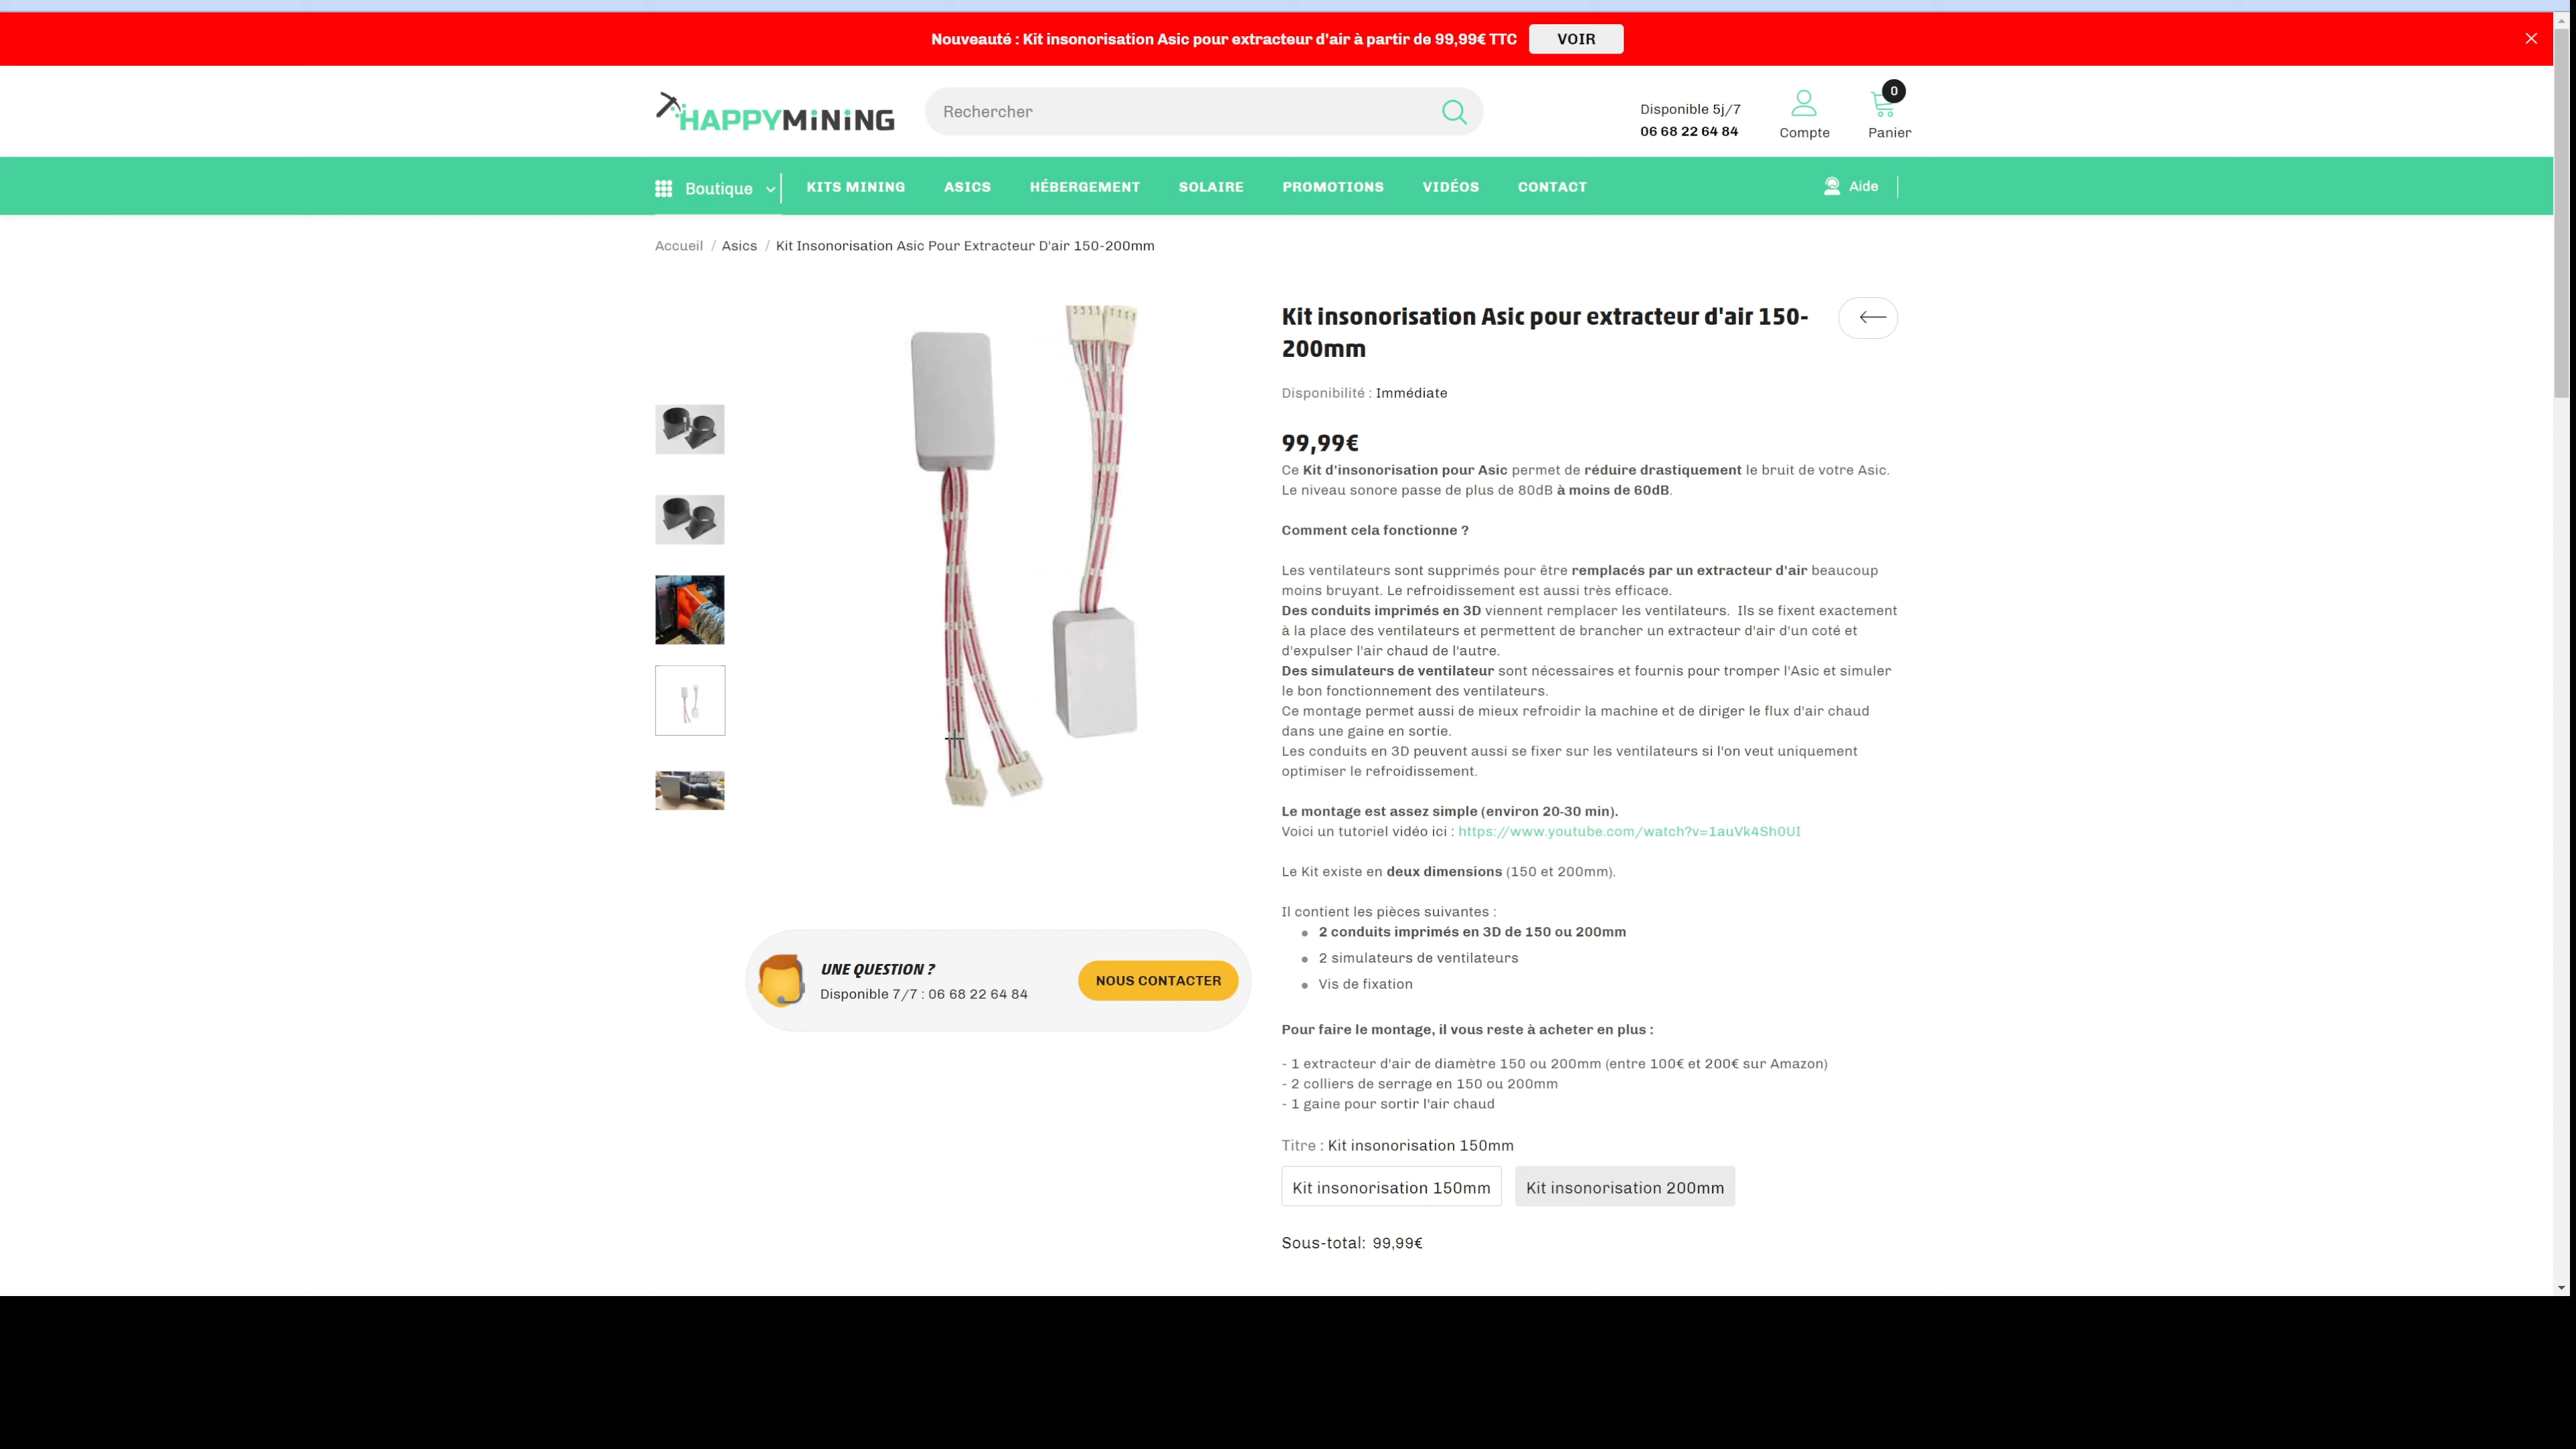 Nouveauté : Kit insonorisation Asic pour extracteur d'air à partir de 99,99€ TTC VOIR
HAPPYMINING
Rechercher
Disponible 5j/7
06 68 22 64 84
Compte
0
Panier
Boutique
KITS MINING
ASICS
HÉBERGEMENT
SOLAIRE
PROMOTIONS
VIDÉOS
CONTACT
Aide
Accueil / Asics / Kit Insonorisation Asic Pour Extracteur D'air 150-200mm
Kit insonorisation Asic pour extracteur d'air 150-
200mm
Disponibilité : Immédiate
99,99€
Ce Kit d'insonorisation pour Asic permet de réduire drastiquement le bruit de votre Asic.
Le niveau sonore passe de plus de 80dB à moins de 60dB.
Comment cela fonctionne ?
Les ventilateurs sont supprimés pour être remplacés par un extracteur d'air beaucoup
moins bruyant. Le refroidissement est aussi très efficace.
Des conduits imprimés en 3D viennent remplacer les ventilateurs. Ils se fixent exactement
à la place des ventilateurs et permettent de brancher un extracteur d'air d'un coté et
d'expulser l'air chaud de l'autre.
Des simulateurs de ventilateur sont nécessaires et fournis pour tromper l'Asic et simuler
le bon fonctionnement des ventilateurs.
Ce montage permet aussi de mieux refroidir la machine et de diriger le flux d'air chaud
dans une gaine en sortie.
Les conduits en 3D peuvent aussi se fixer sur les ventilateurs si l'on veut uniquement
optimiser le refroidissement.
Le montage est assez simple (environ 20-30 min).
Voici un tutoriel vidéo ici : https://www.youtube.com/watch?v=1auVk4Sh0UI
Le Kit existe en deux dimensions (150 et 200mm).
Il contient les pièces suivantes :
2 conduits imprimés en 3D de 150 ou 200mm
2 simulateurs de ventilateurs
Vis de fixation
Pour faire le montage, il vous reste à acheter en plus :
- 1 extracteur d'air de diamètre 150 ou 200mm (entre 100€ et 200€ sur Amazon)
- 2 colliers de serrage en 150 ou 200mm
- 1 gaine pour sortir l'air chaud
Titre : Kit insonorisation 150mm
Kit insonorisation 150mm
Kit insonorisation 200mm
Sous-total: 99,99€
UNE QUESTION ?
Disponible 7/7 : 06 68 22 64 84
NOUS CONTACTER